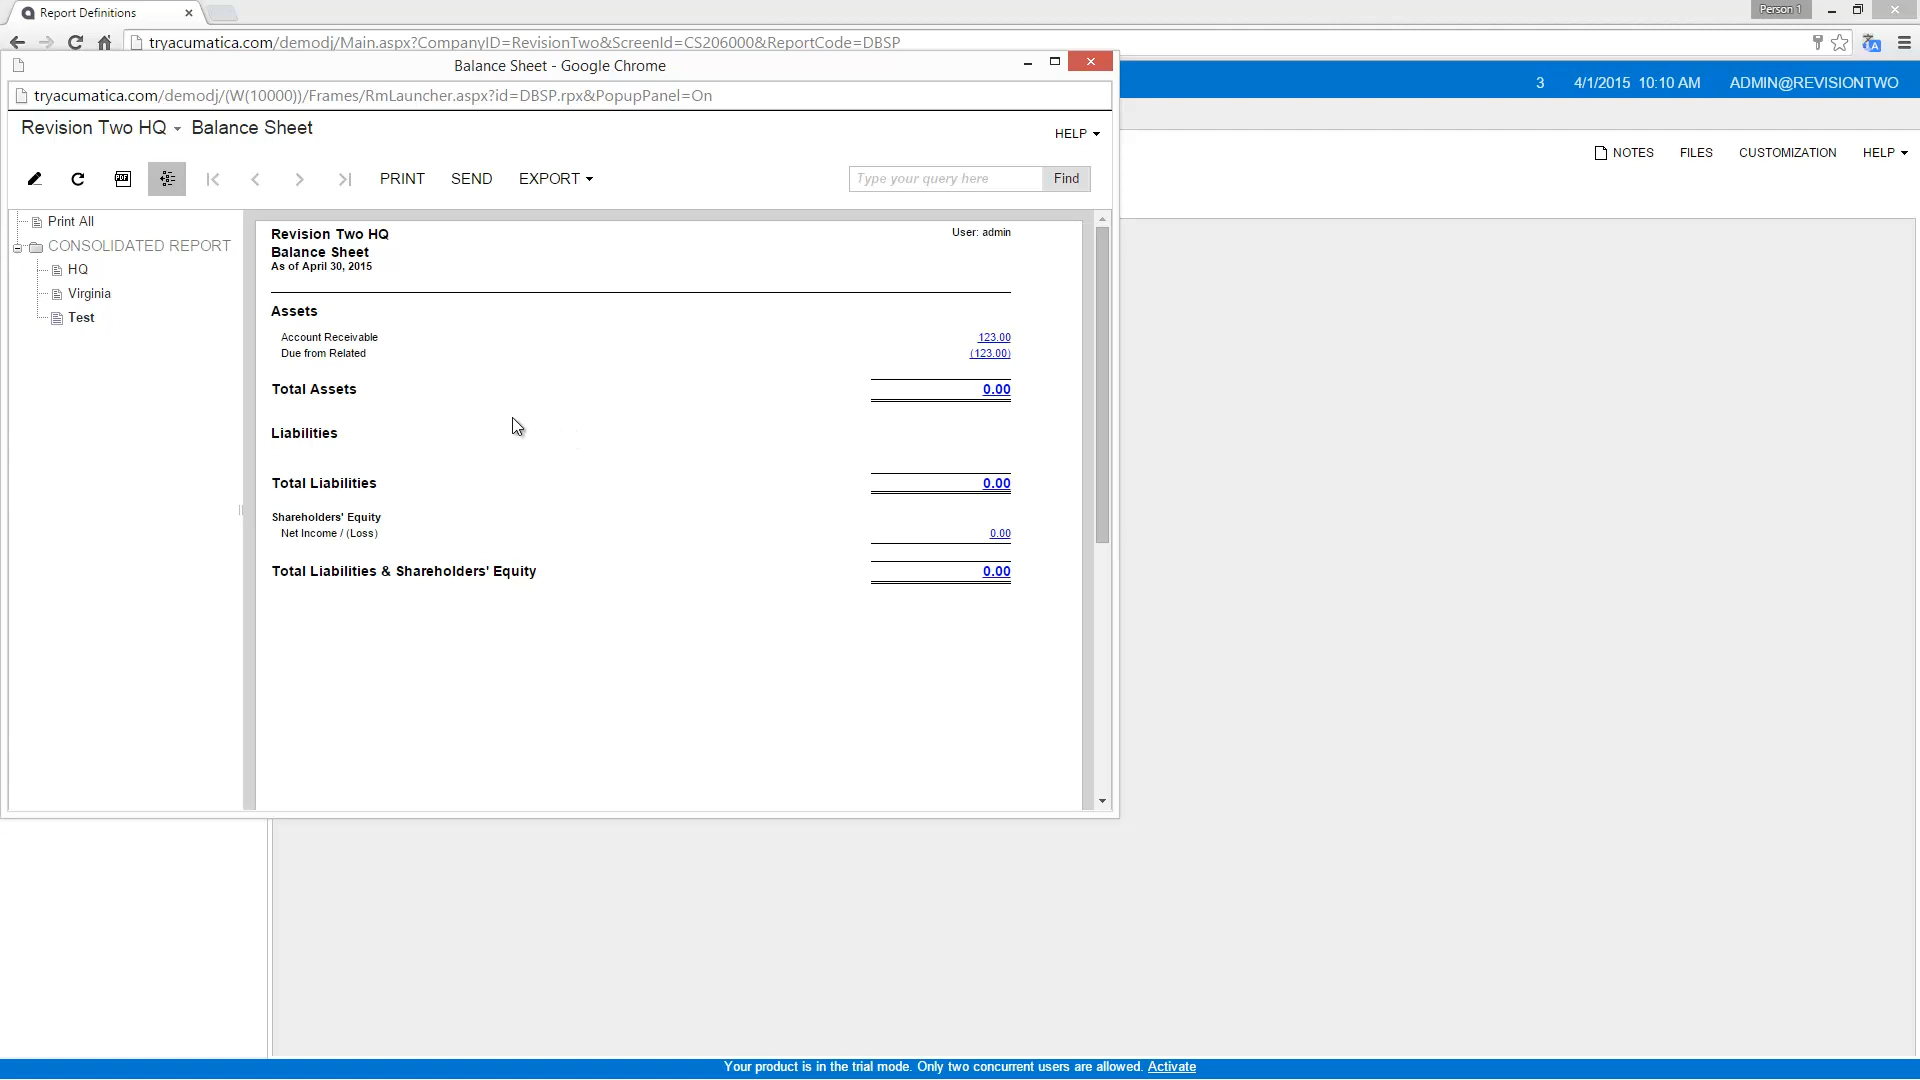 Report Definitions
Person 1
tryacumatica.com/demodj/Main.aspx?CompanyID=RevisionTwo&ScreenId=CS206000&ReportCode=DBSP
Balance Sheet - Google Chrome
3 4/1/2015 10:10 AM ADMIN@REVISIONTWO
tryacumatica.com/demodj/(W(10000))/Frames/RmLauncher.aspx?id=DBSP.rpx&PopupPanel=On
Revision Two HQ Balance Sheet
HELP
NOTES FILES CUSTOMIZATION HELP
PDF PRINT SEND EXPORT Type your query here Find
Print All
CONSOLIDATED REPORT
HQ
Virginia
Test
Revision Two HQ User: admin
Balance Sheet
As of April 30, 2015
Assets
Account Receivable 123.00
Due from Related (123.00)
Total Assets 0.00
Liabilities
Total Liabilities 0.00
Shareholders' Equity
Net Income / (Loss) 0.00
Total Liabilities & Shareholders' Equity 0.00
Your product is in the trial mode. Only two concurrent users are allowed. Activate